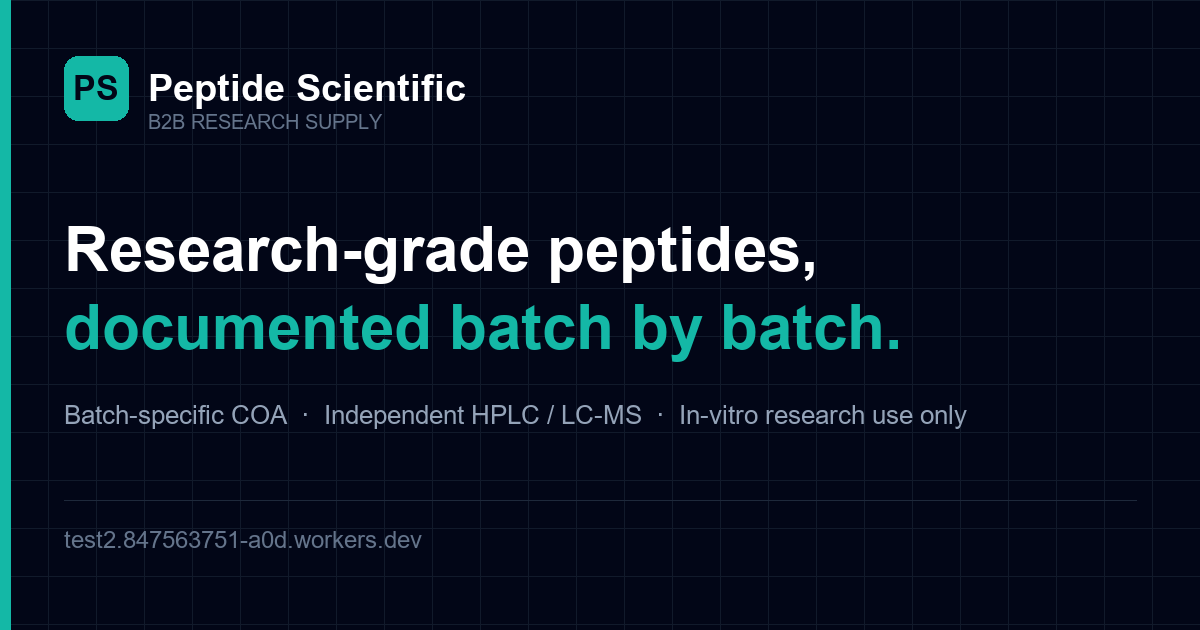 PS
Peptide Scientific
B2B RESEARCH SUPPLY
Research-grade peptides,
documented batch by batch.
Batch-specific COA · Independent HPLC / LC-MS · In-vitro research use only
test2.847563751-a0d.workers.dev